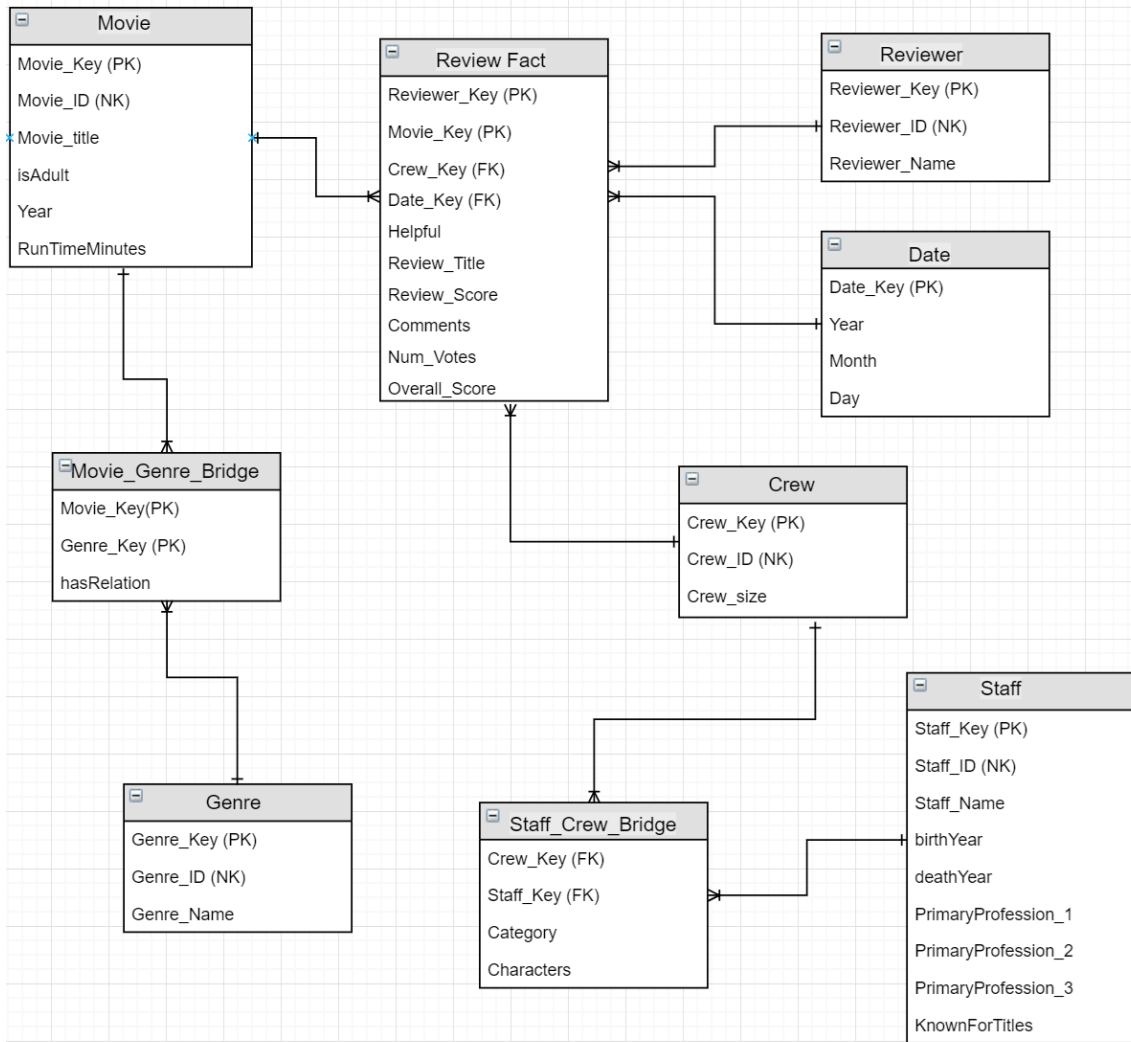 Movie
Movie_Key (PK)
Movie_ID (NK)
Movie_title
isAdult
Year
RunTimeMinutes
Review Fact
Reviewer_Key (PK)
Movie_Key (PK)
Crew_Key (FK)
Date_Key (FK)
Helpful
Review_Title
Review_Score
Comments
Num_Votes
Overall_Score
Reviewer
Reviewer_Key (PK)
Reviewer_ID (NK)
Reviewer_Name
Date
Date_Key (PK)
Year
Month
Day
Movie_Genre_Bridge
Movie_Key(PK)
Genre_Key (PK)
hasRelation
Crew
Crew_Key (PK)
Crew_ID (NK)
Crew_size
Genre
Genre_Key (PK)
Genre_ID (NK)
Genre_Name
Staff_Crew_Bridge
Crew_Key (FK)
Staff_Key (FK)
Category
Characters
Staff
Staff_Key (PK)
Staff_ID (NK)
Staff_Name
birthYear
deathYear
PrimaryProfession_1
PrimaryProfession_2
PrimaryProfession_3
KnownForTitles